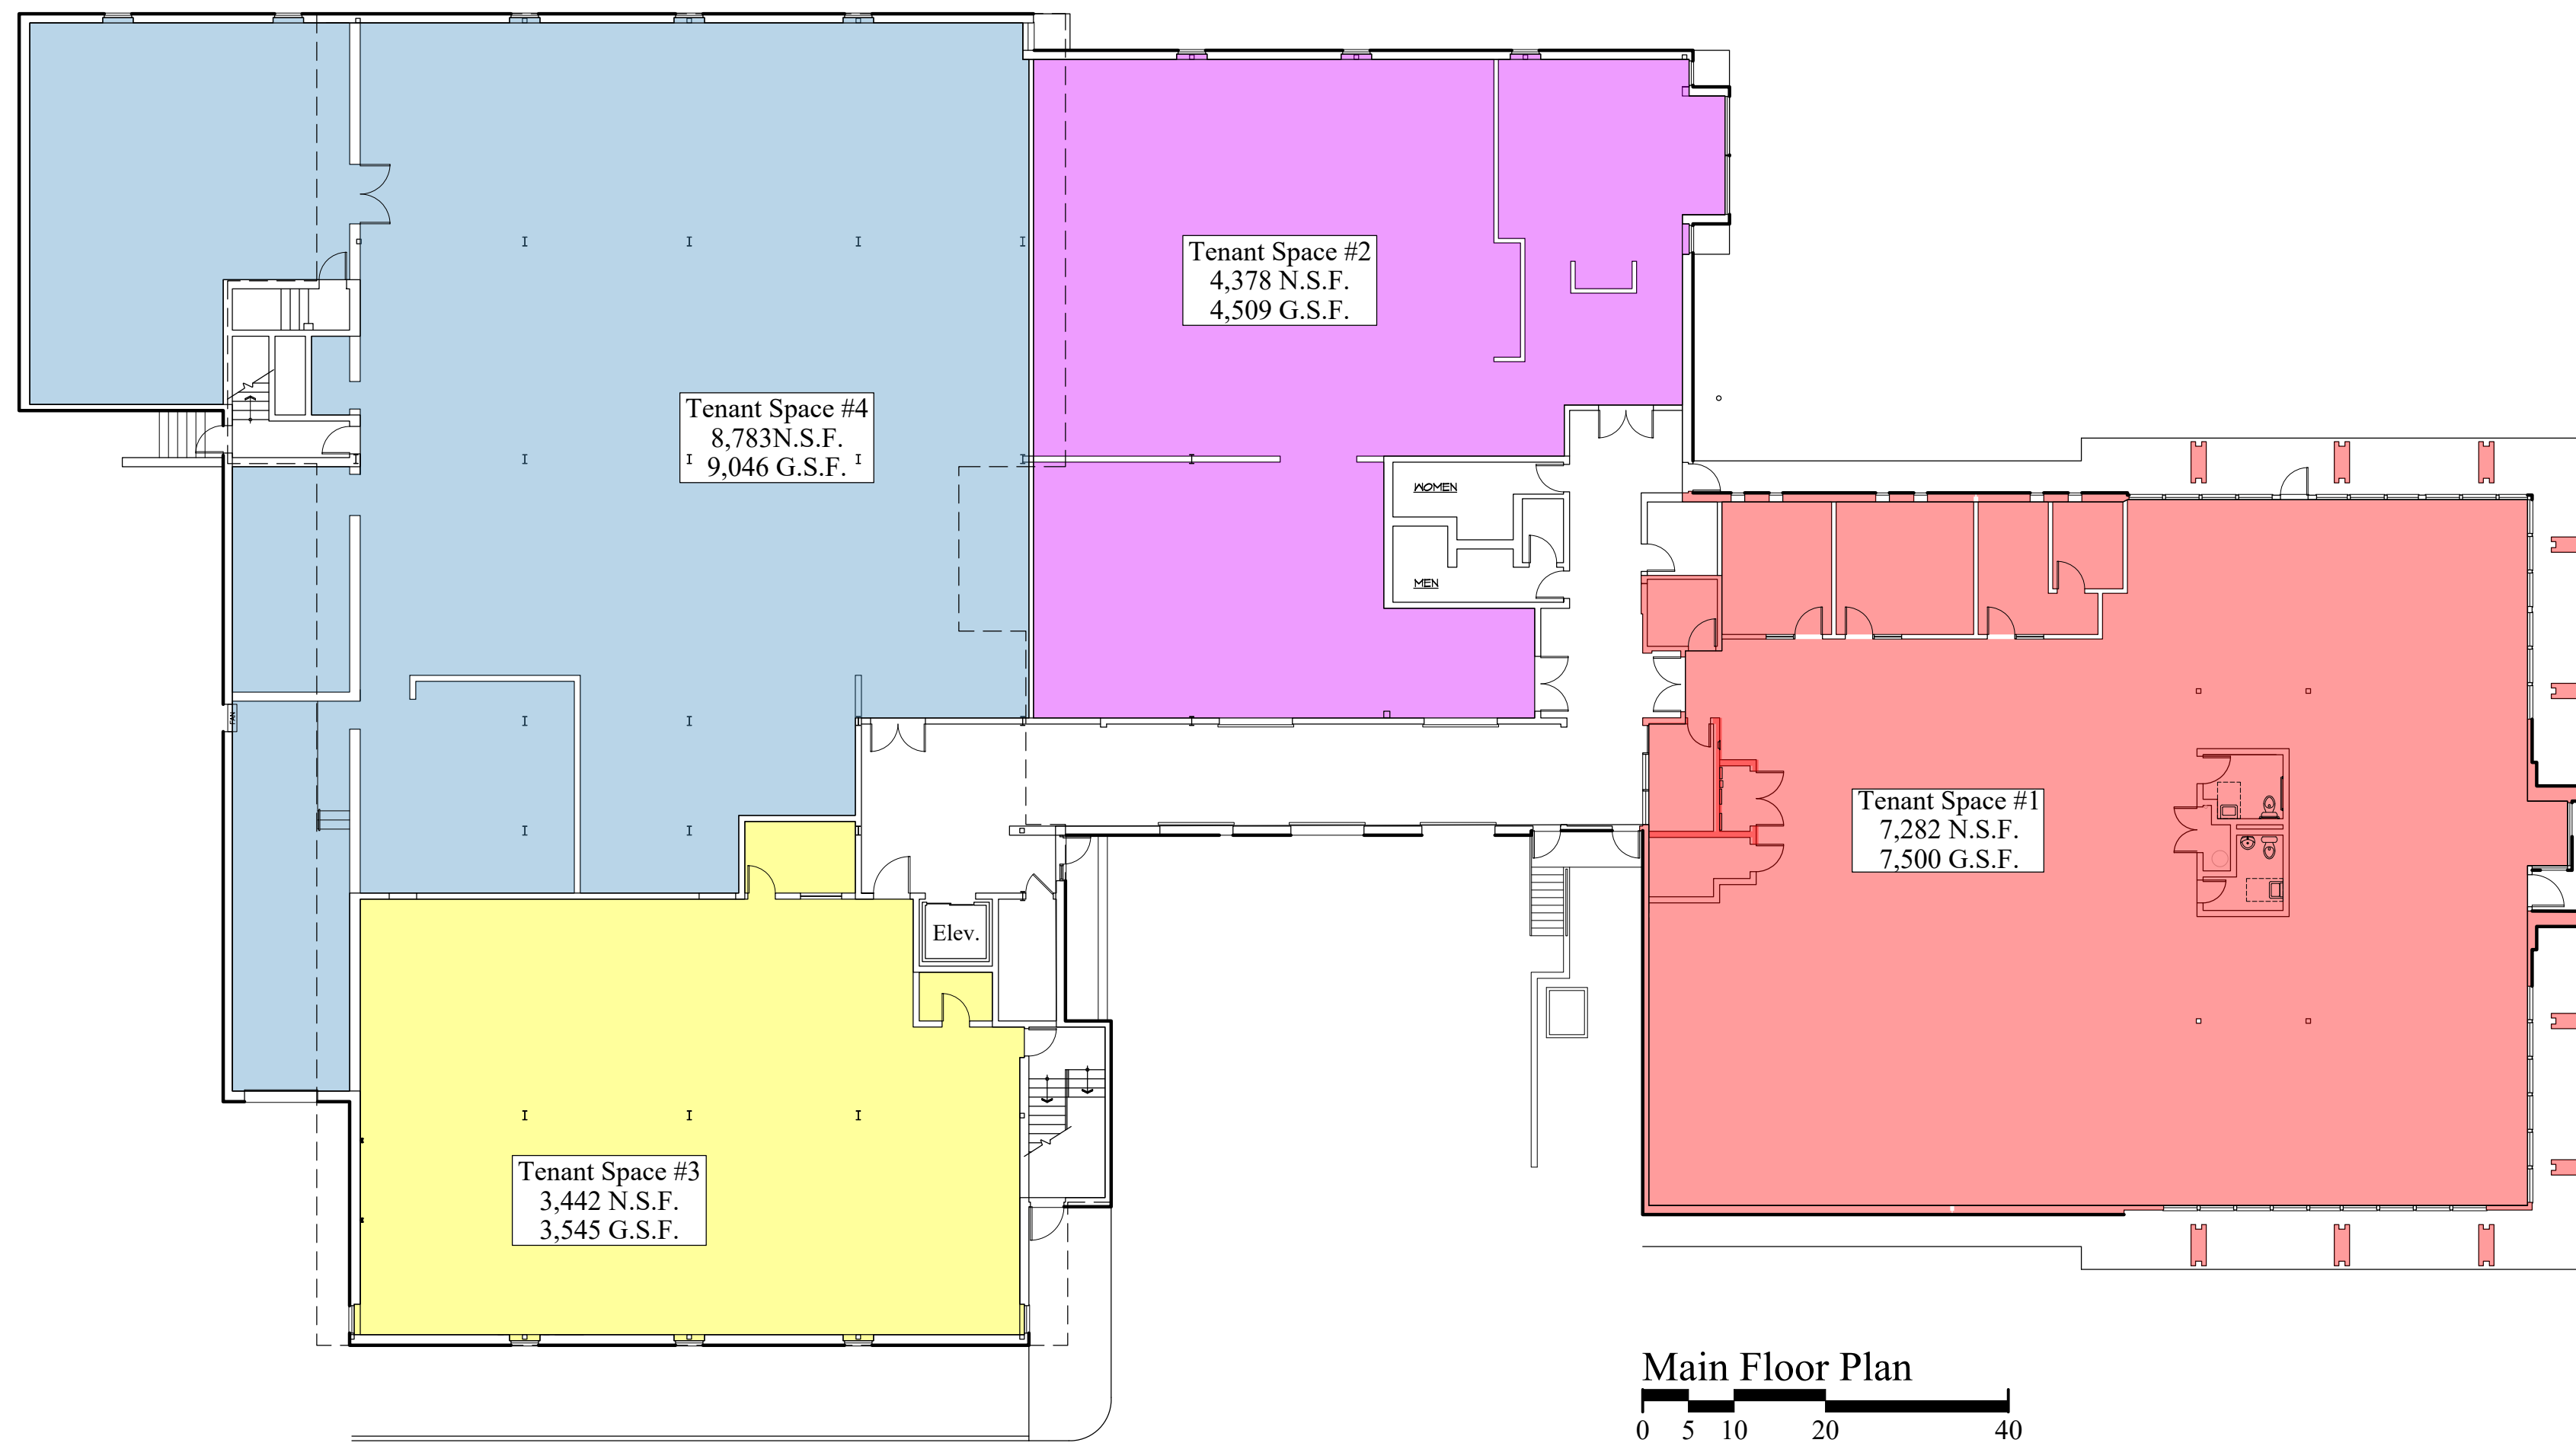 Tenant Space #2
4,378 N.S.F.
4,509 G.S.F.
Tenant Space #4
8,783N.S.F.
9,046 G.S.F.
WOMEN
MEN
FAN
Tenant Space #1
7,282 N.S.F.
7,500 G.S.F.
Elev.
Tenant Space #3
3,442 N.S.F.
3,545 G.S.F.
Main Floor Plan
0 5 10 20 40